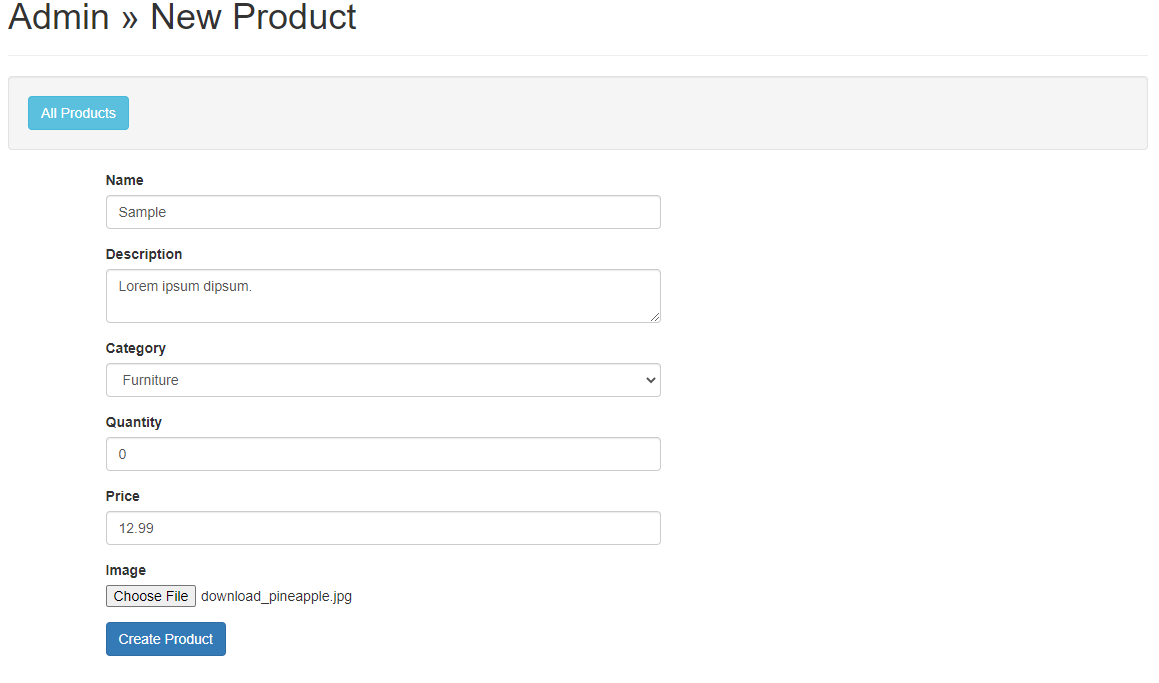 Admin » New Product
All Products
Name
Sample
Description
Lorem ipsum dipsum.
Category
Furniture
Quantity
0
Price
12.99
Image
Choose File download_pineapple.jpg
Create Product